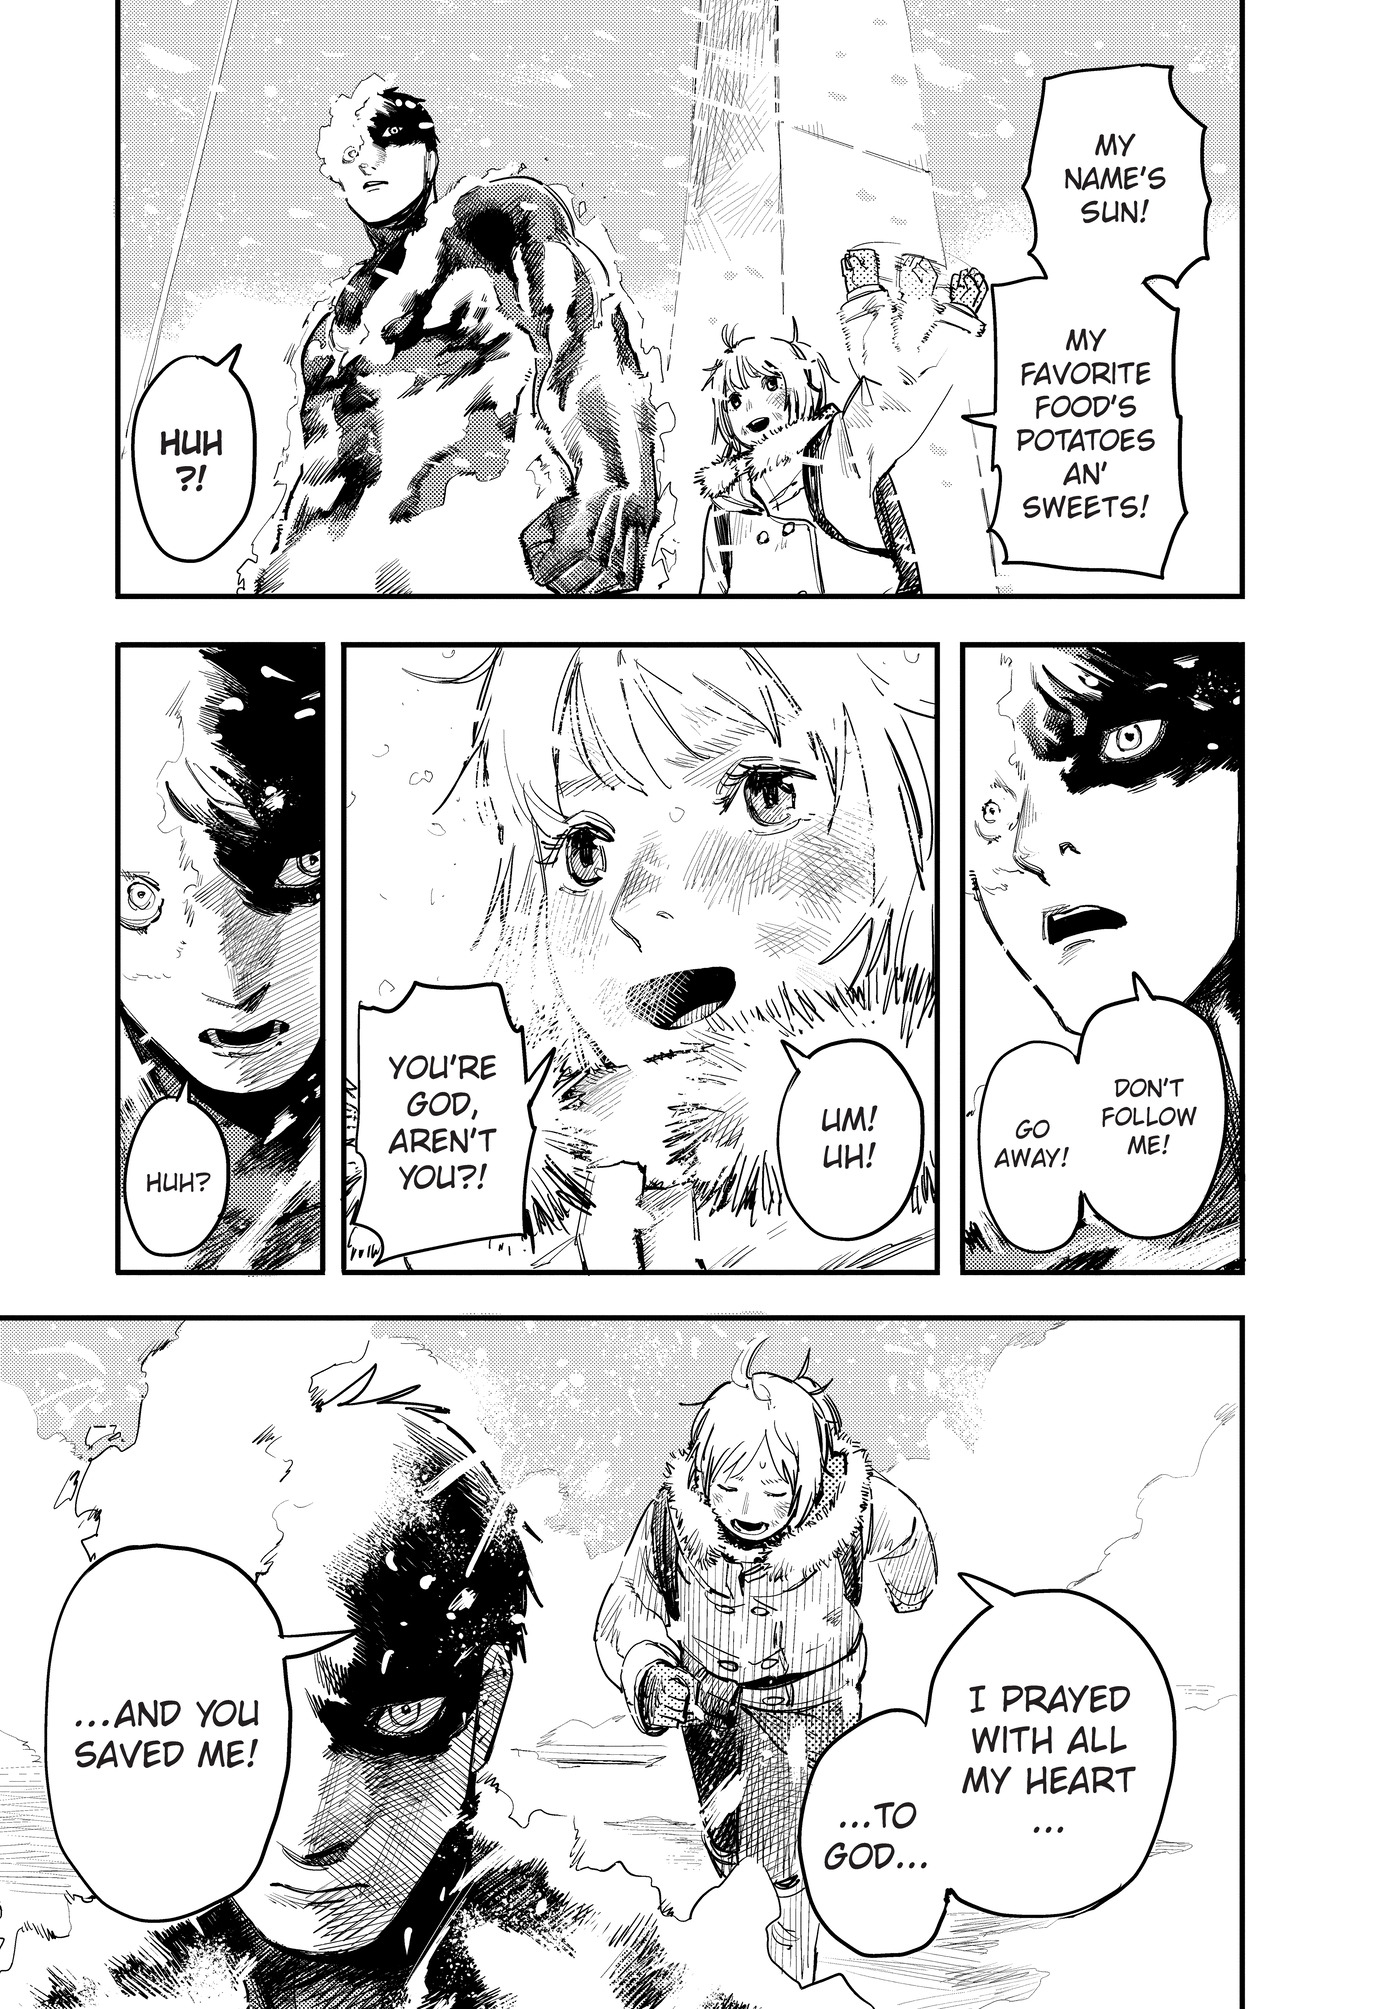 MY
NAME'S
SUN!
MY
FAVORITE
FOOD'S
POTATOES
AN'
SWEETS!
HUH
?!
DON'T
FOLLOW
ME!
GO
AWAY!
UM!
UH!
YOU'RE
GOD,
AREN'T
YOU?!
HUH?
I PRAYED
WITH ALL
MY HEART
...
...TO
GOD...
...AND YOU
SAVED ME!